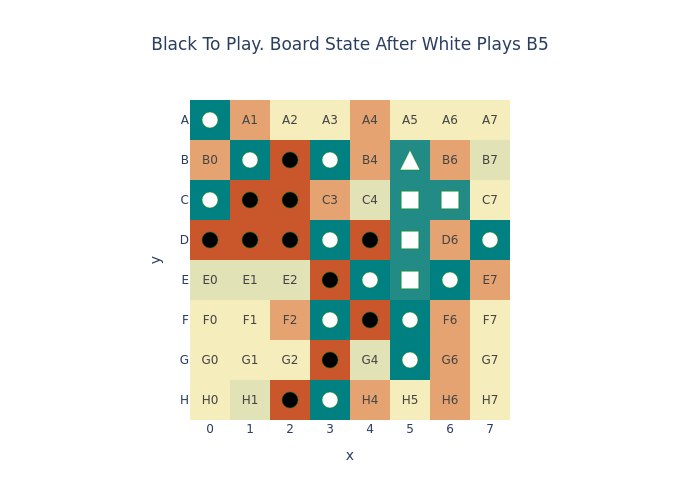 Black To Play. Board State After White Plays B5
A A1 A2 A3 A4 A5 A6 A7
B B0 B4 B6 B7
C C3 C4 C7
D D6
E E0 E1 E2 E7
F F0 F1 F2 F6 F7
G G0 G1 G2 G4 G6 G7
H H0 H1 H4 H5 H6 H7
0 1 2 3 4 5 6 7
x
y